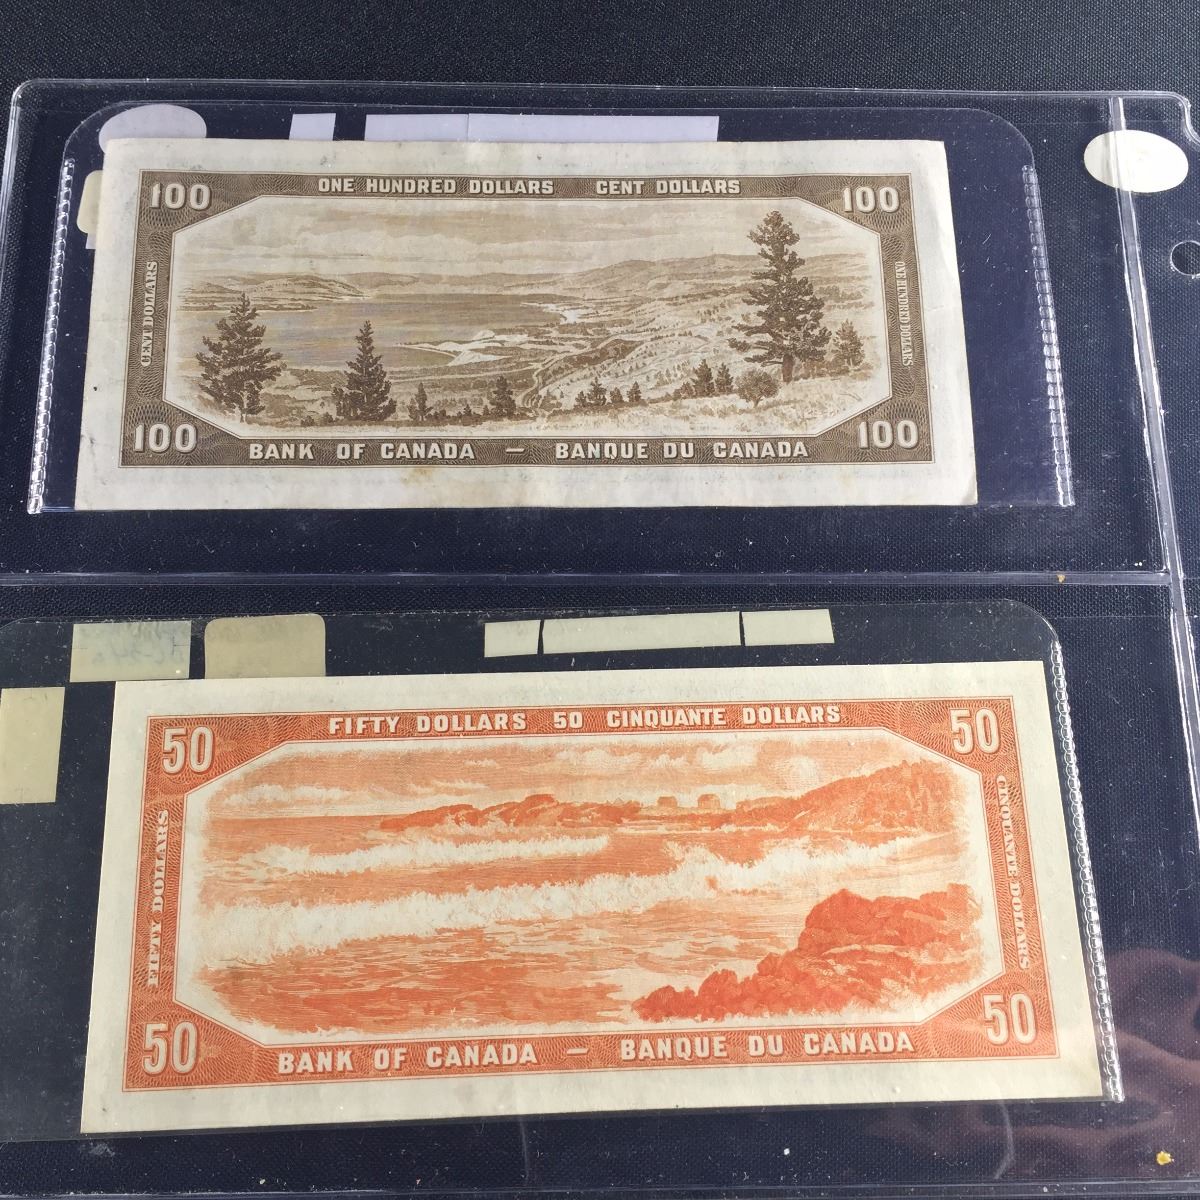 100 ONE HUNDRED DOLLARS CENT DOLLARS 100
CENT DOLLARS
ONE HUNDRED DOLLARS
100 BANK OF CANADA — BANQUE DU CANADA 100
50 FIFTY DOLLARS 50 CINQUANTE DOLLARS 50
FIFTY DOLLARS
CINQUANTE DOLLARS
50 BANK OF CANADA — BANQUE DU CANADA 50